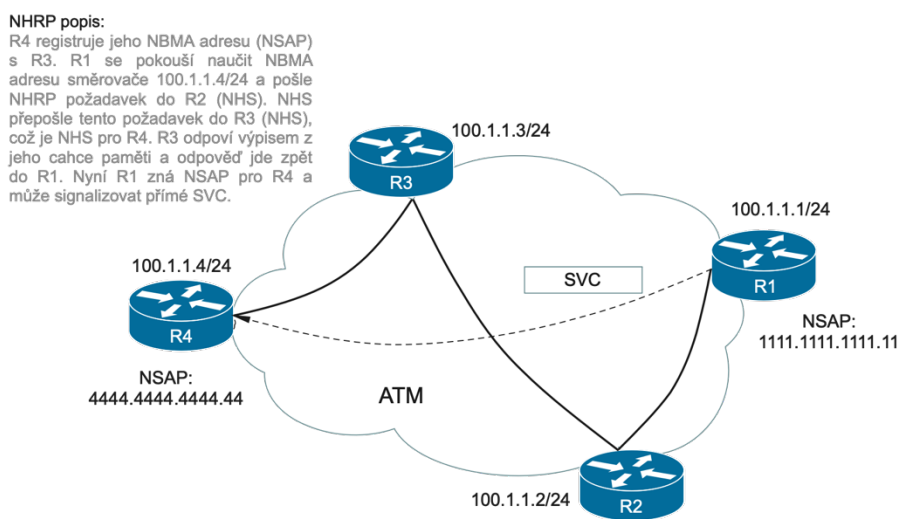 NHRP popis:
R4 registruje jeho NBMA adresu (NSAP)
s R3. R1 se pokouší naučit NBMA
adresu směrovače 100.1.1.4/24 a pošle
NHRP požadavek do R2 (NHS). NHS
přepošle tento požadavek do R3 (NHS),
což je NHS pro R4. R3 odpoví výpisem z
jeho cahce paměti a odpověď jde zpět
do R1. Nyní R1 zná NSAP pro R4 a
může signalizovat přímé SVC.
100.1.1.3/24
R3
100.1.1.1/24
R1
100.1.1.4/24
SVC
R4
NSAP:
1111.1111.1111.11
NSAP:
4444.4444.4444.44
ATM
100.1.1.2/24
R2